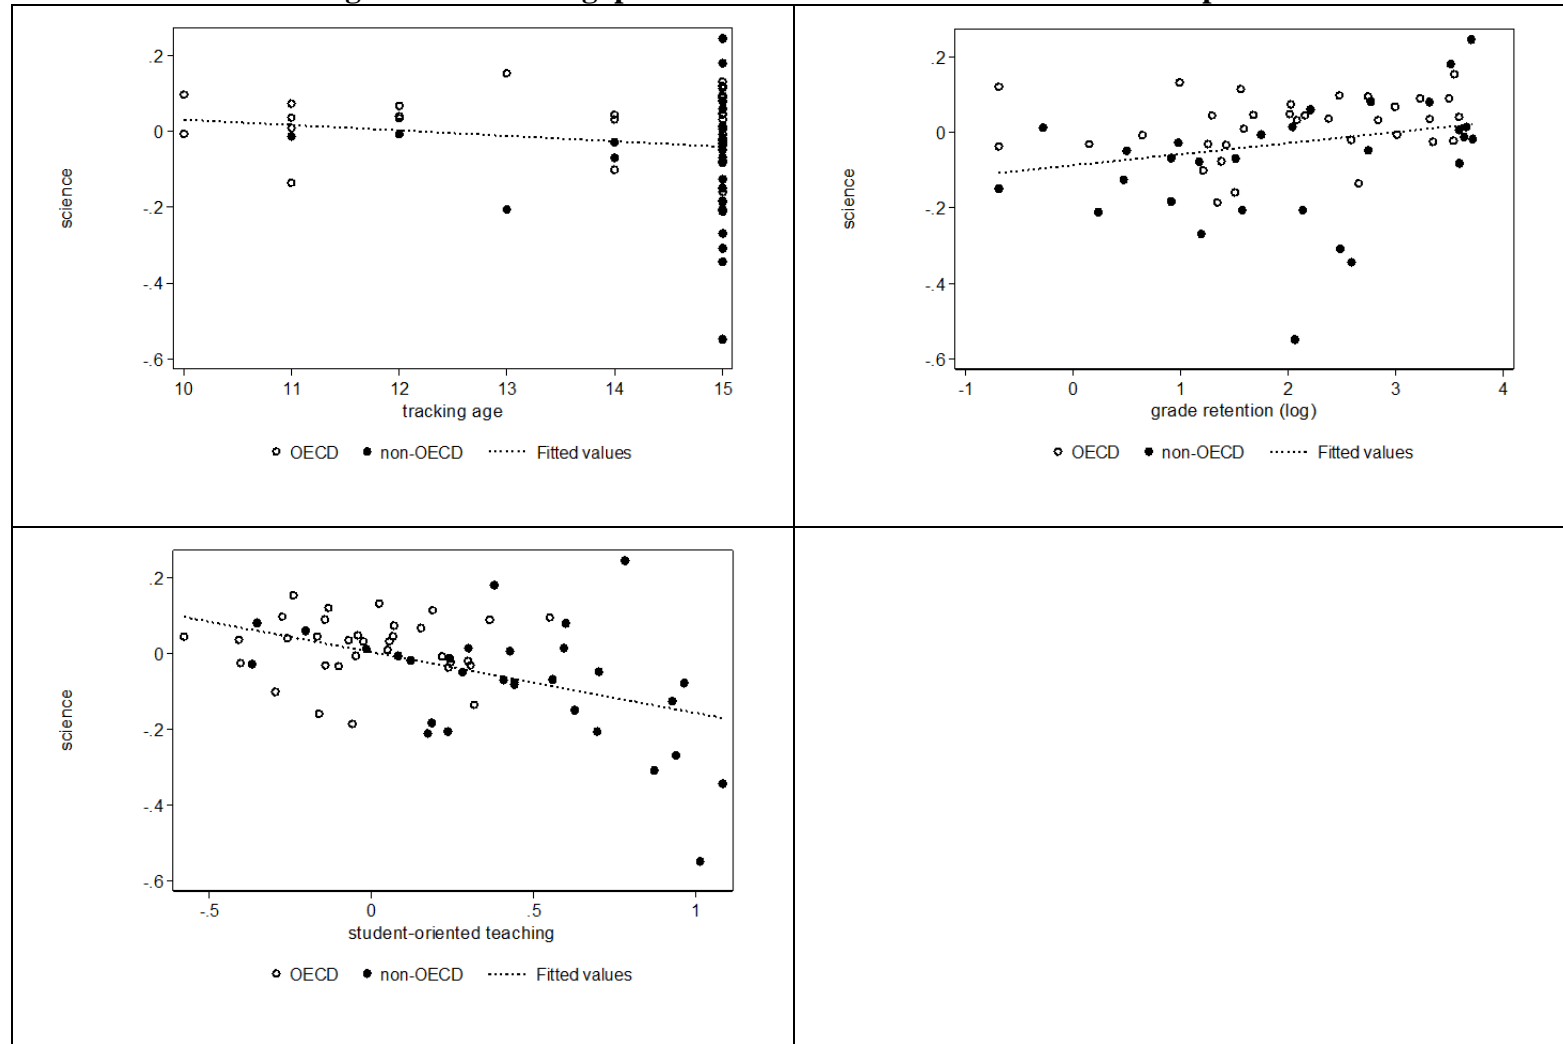 .2
0
-.2
-.4
-.6
science
10 11 12 13 14 15
tracking age
OECD non-OECD Fitted values
.2
0
-.2
-.4
-.6
science
-1 0 1 2 3 4
grade retention (log)
OECD non-OECD Fitted values
.2
0
-.2
-.4
-.6
science
-.5 0 .5 1
student-oriented teaching
OECD non-OECD Fitted values